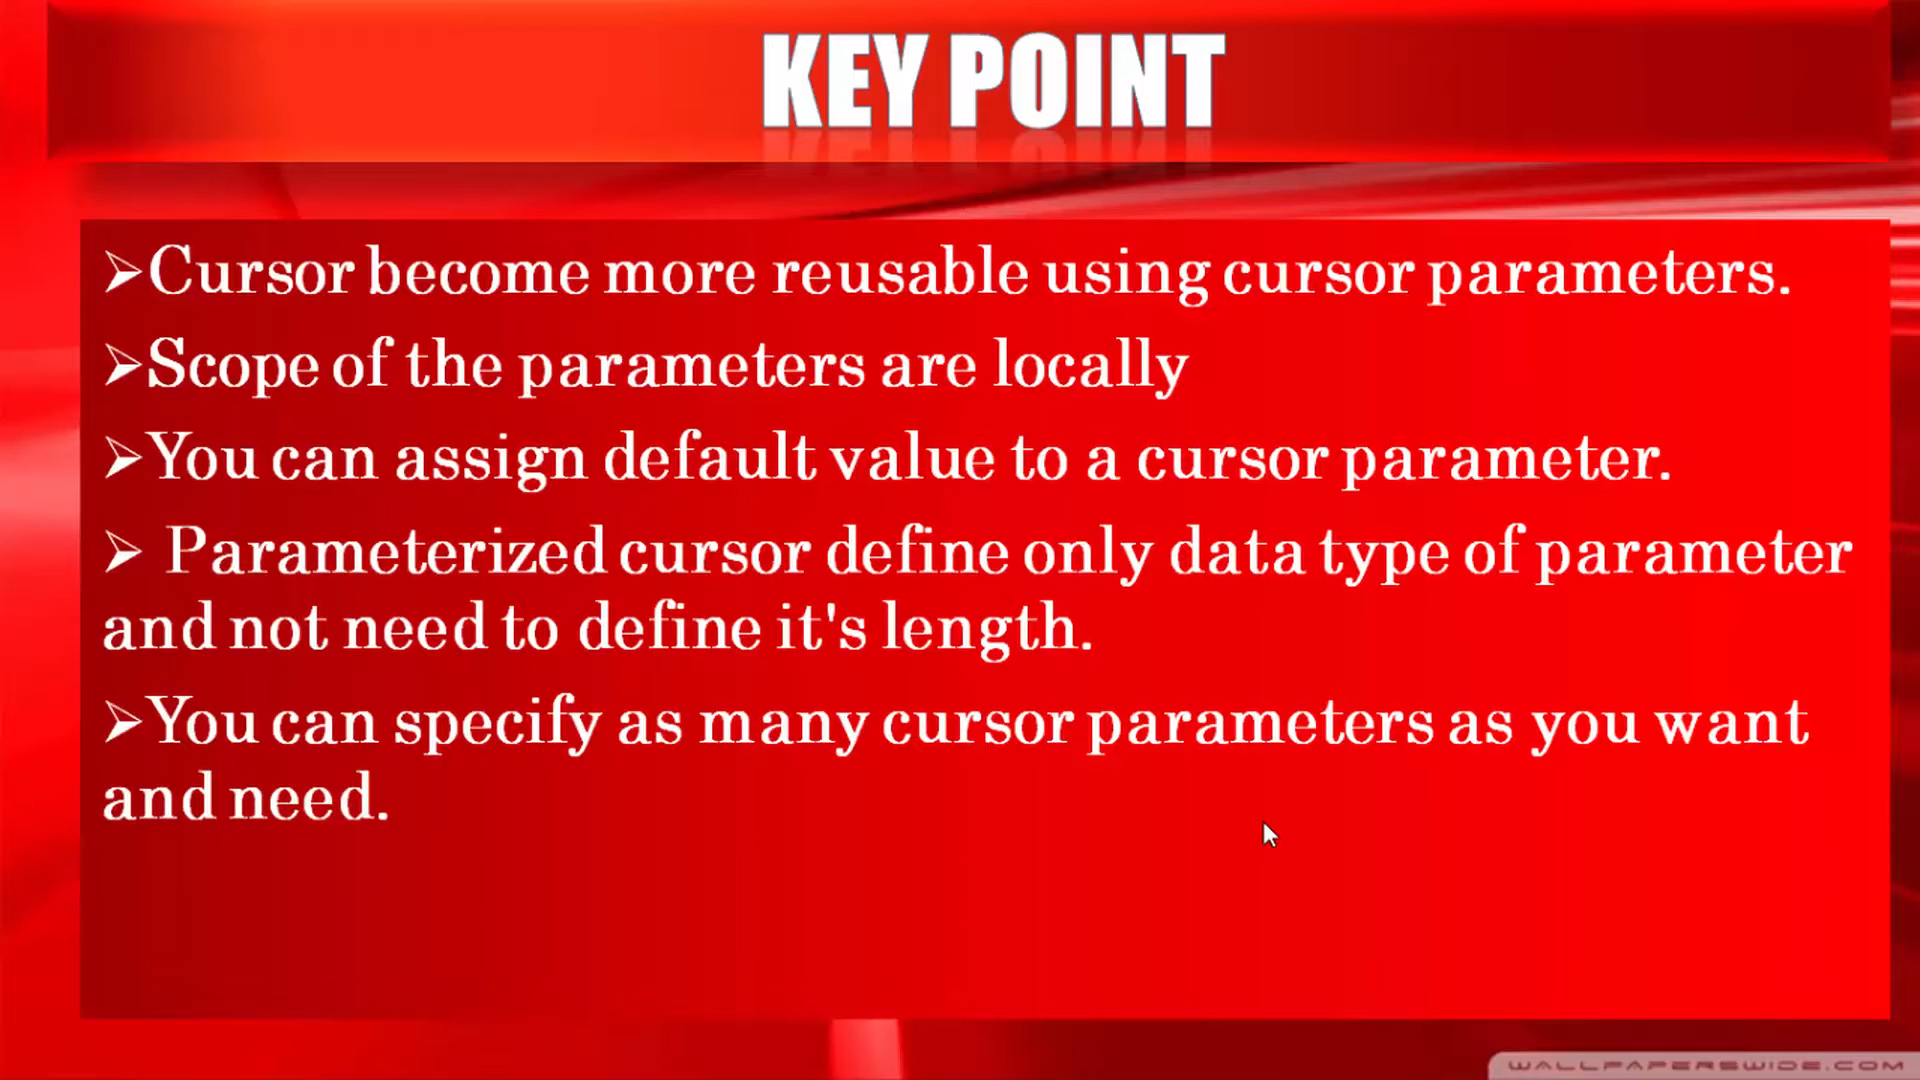 KEY POINT
➢Cursor become more reusable using cursor parameters.
➢Scope of the parameters are locally
➢You can assign default value to a cursor parameter.
➢ Parameterized cursor define only data type of parameter
and not need to define it's length.
➢You can specify as many cursor parameters as you want
and need.
WALLPAPERSWIDE.COM